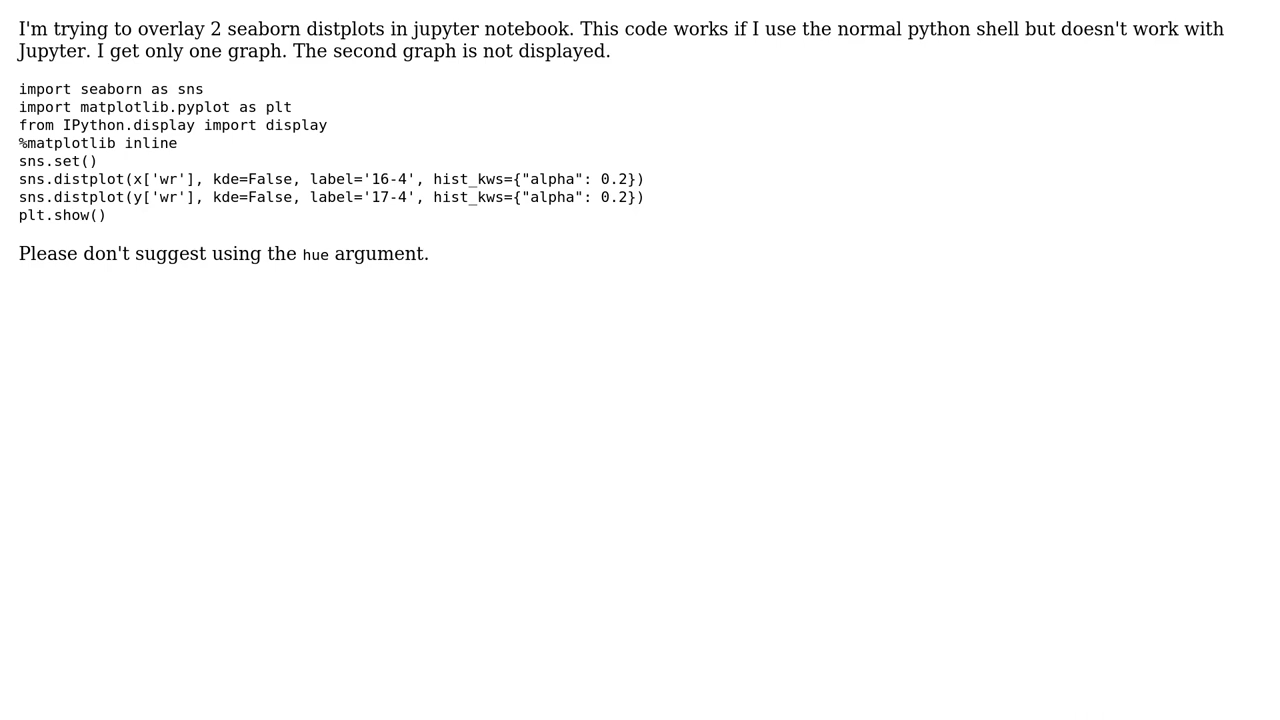 I'm trying to overlay 2 seaborn distplots in jupyter notebook. This code works if I use the normal python shell but doesn't work with
Jupyter. I get only one graph. The second graph is not displayed.
import seaborn as sns
import matplotlib.pyplot as plt
from IPython.display import display
%matplotlib inline
sns.set()
sns.distplot(x['wr'], kde=False, label='16-4', hist_kws={"alpha": 0.2})
sns.distplot(y['wr'], kde=False, label='17-4', hist_kws={"alpha": 0.2})
plt.show()
Please don't suggest using the hue argument.